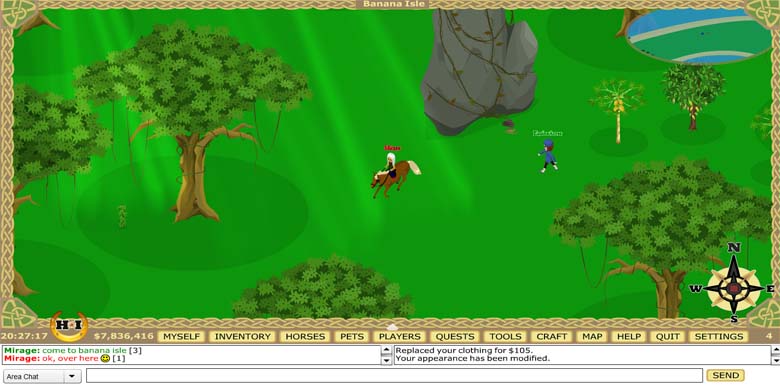 Banana Isle
N
W
E
S
H I
20:27:17
$7,836,416
MYSELF
INVENTORY
HORSES
PETS
PLAYERS
QUESTS
TOOLS
CRAFT
MAP
HELP
QUIT
SETTINGS
4
Mirage: come to banana isle [3]
Mirage: ok, over here [1]
Replaced your clothing for $105.
Your appearance has been modified.
Area Chat
SEND